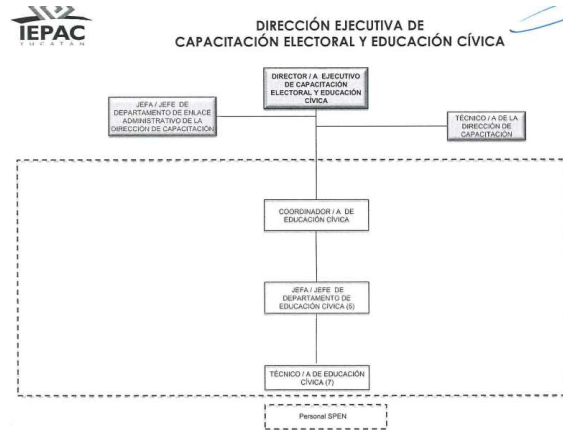 IEPAC
YUCATÁN
DIRECCIÓN EJECUTIVA DE
CAPACITACIÓN ELECTORAL Y EDUCACIÓN CÍVICA
DIRECTOR / A EJECUTIVO
DE CAPACITACIÓN
ELECTORAL Y EDUCACIÓN
CÍVICA
JEFA / JEFE DE
DEPARTAMENTO DE ENLACE
ADMINISTRATIVO DE LA
DIRECCIÓN DE CAPACITACIÓN
TÉCNICO / A DE LA
DIRECCIÓN DE
CAPACITACIÓN
COORDINADOR / A DE
EDUCACIÓN CÍVICA
JEFA / JEFE DE
DEPARTAMENTO DE
EDUCACIÓN CÍVICA (5)
TÉCNICO / A DE EDUCACIÓN
CÍVICA (7)
Personal SPEN